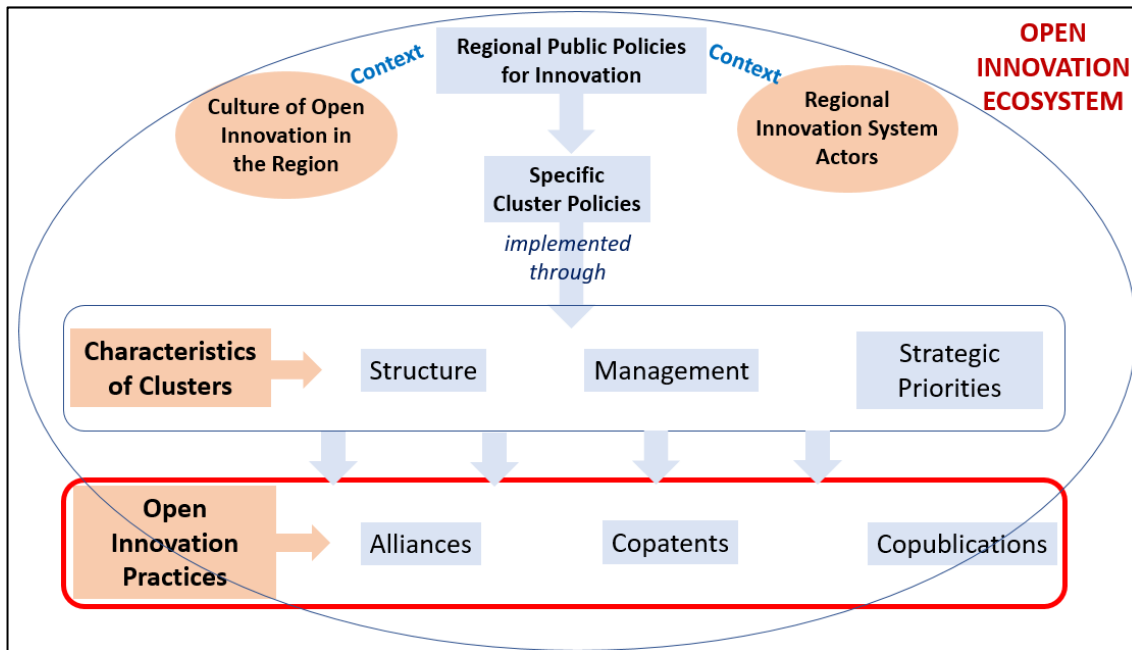 OPEN
INNOVATION
ECOSYSTEM
Regional Public Policies
for Innovation
Context
Context
Culture of Open
Innovation in
the Region
Regional
Innovation System
Actors
Specific
Cluster Policies
implemented
through
Characteristics
of Clusters
Structure
Management
Strategic
Priorities
Open
Innovation
Practices
Alliances
Copatents
Copublications